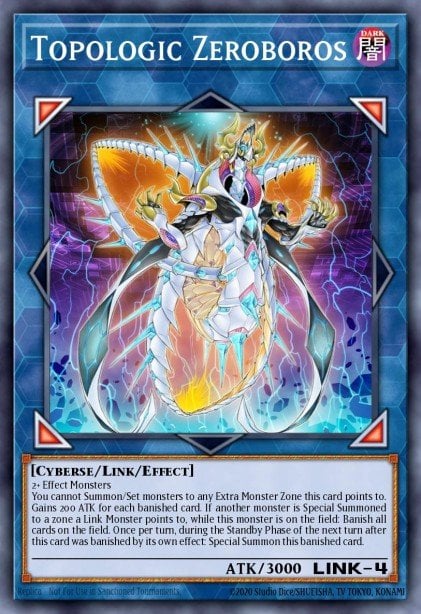 Topologic Zeroboros
DARK
闇
[Cyberse/Link/Effect]
2+ Effect Monsters
You cannot Summon/Set monsters to any Extra Monster Zone this card points to.
Gains 200 ATK for each banished card. If another monster is Special Summoned
to a zone a Link Monster points to, while this monster is on the field: Banish all
cards on the field. Once per turn, during the Standby Phase of the next turn after
this card was banished by its own effect: Special Summon this banished card.
ATK/3000 LINK-4
Replica - Not For Use in Sanctioned Tornaments ©2020 Studio Dice/SHUEISHA, TV TOKYO, KONAMI